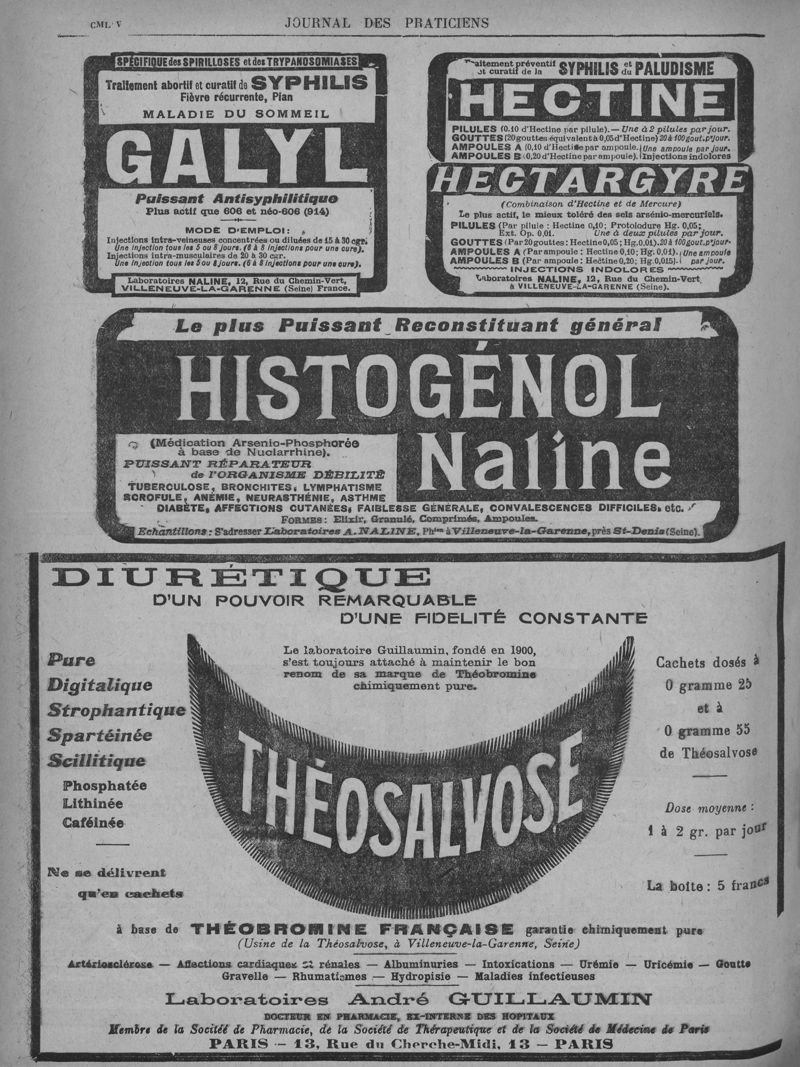 CML V
JOURNAL DES PRATICIENS
SPÉCIFIQUE des SPIRILLOSES et des TRYPANOSOMIASES
Traitement abortif et curatif de SYPHILIS
Fièvre récurrente, Pian
MALADIE DU SOMMEIL
GALYL
Puissant Antisyphilitique
Plus actif que 606 et néo-606 (914)
MODE D'EMPLOI:
Injections intra-veineuses concentrées ou diluées de 15 à 30 cgr.
Une injection tous les 5 ou 8 jours. (6 à 8 injections pour une cure).
Injections intra-musculaires de 20 à 30 cgr.
Une injection tous les 5 ou 8 jours. (6 à 8 injections pour une cure).
Laboratoires NALINE, 12, Rue du Chemin-Vert,
VILLENEUVE-LA-GARENNE (Seine) France.
Traitement préventif et
et curatif de la SYPHILIS du PALUDISME
HECTINE
PILULES (0.10 d'Hectine par pilule). — Une à 2 pilules par jour.
GOUTTES (20 gouttes équivalent à 0,05 d'Hectine) 20 à 100 gout. p. jour.
AMPOULES A (0,10 d'Hectine par ampoule. Une ampoule par jour.
AMPOULES B (0,20 d'Hectine par ampoule). Injections indolores
HECTARGYRE
(Combinaison d'Hectine et de Mercure)
Le plus actif, le mieux toléré des sels arsénio-mercuriels.
PILULES (Par pilule : Hectine 0,10; Protoiodure Hg. 0,05;
Ext. Op. 0,01. Une à deux pilules par jour.
GOUTTES (Par 20 gouttes : Hectine 0,05; Hg. 0,01). 20 à 100 gout. p. jour.
AMPOULES A (Par ampoule : Hectine 0,10; Hg. 0,01). Une ampoule
AMPOULES B (Par ampoule : Hectine 0,20; Hg. 0,015). par jour.
INJECTIONS INDOLORES
Laboratoires NALINE, 12, Rue du Chemin-Vert
à VILLENEUVE-LA-GARENNE (Seine).
Le plus Puissant Reconstituant général
HISTOGÉNOL
Naline
(Médication Arsenio-Phosphorée
à base de Nuclarrhine).
PUISSANT RÉPARATEUR
de l'ORGANISME DÉBILITÉ
TUBERCULOSE, BRONCHITES, LYMPHATISME
SCROFULE, ANÉMIE, NEURASTHÉNIE, ASTHME
DIABÈTE, AFFECTIONS CUTANÉES, FAIBLESSE GÉNÉRALE, CONVALESCENCES DIFFICILES, etc.
FORMES: Elixir, Granulé, Comprimés, Ampoules.
Echantillons : S'adresser Laboratoires A. NALINE, Phien à Villeneuve-la-Garenne, près St-Denis (Seine).
DIURÉTIQUE
D'UN POUVOIR REMARQUABLE
D'UNE FIDELITÉ CONSTANTE
Le laboratoire Guillaumin, fondé en 1900,
s'est toujours attaché à maintenir le bon
renom de sa marque de Théobromine
chimiquement pure.
Pure
Digitalique
Strophantique
Spartéinée
Scillitique
Phosphatée
Lithinée
Caféinée
Ne se délivrent
qu'en cachets
THÉOSALVOSE
Cachets dosés à
0 gramme 25
et à
0 gramme 55
de Théosalvose
Dose moyenne :
1 à 2 gr. par jour
La boite : 5 francs
à base de THÉOBROMINE FRANÇAISE garantie chimiquement pure
(Usine de la Théosalvose, à Villeneuve-la-Garenne, Seine)
Artériosclérose — Affections cardiaques et rénales — Albuminuries — Intoxications — Urémie — Uricémie — Goutte
Gravelle — Rhumatismes — Hydropisie — Maladies infectieuses
Laboratoires André GUILLAUMIN
DOCTEUR EN PHARMACIE, EX-INTERNE DES HOPITAUX
Membre de la Société de Pharmacie, de la Société de Thérapeutique et de la Société de Médecine de Paris
PARIS — 13, Rue du Cherche-Midi, 13 — PARIS